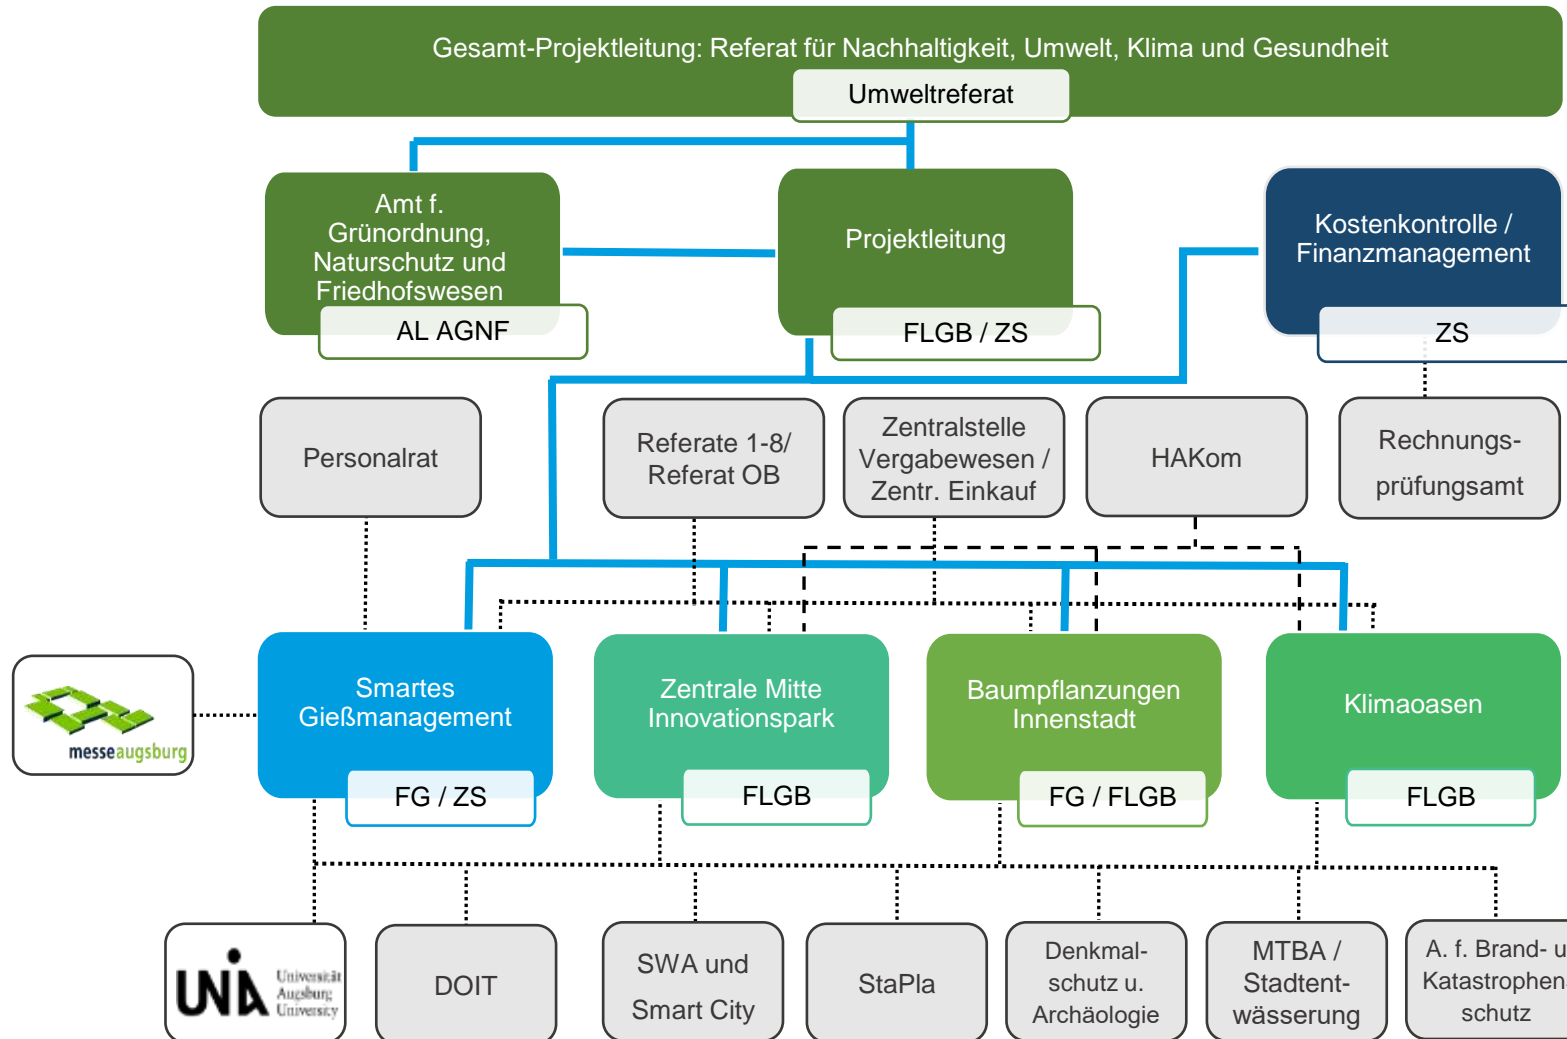 Gesamt-Projektleitung: Referat für Nachhaltigkeit, Umwelt, Klima und Gesundheit
Umweltreferat
Amt f.
Grünordnung,
Naturschutz und
Friedhofswesen
AL AGNF
Projektleitung
FLGB / ZS
Kostenkontrolle /
Finanzmanagement
ZS
Personalrat
Referate 1-8/
Referat OB
Zentralstelle
Vergabewesen /
Zentr. Einkauf
HAKom
Rechnungs-
prüfungsamt
messeaugsburg
Smartes
Gießmanagement
FG / ZS
Zentrale Mitte
Innovationspark
FLGB
Baumpflanzungen
Innenstadt
FG / FLGB
Klimaoasen
FLGB
UNIA
Universität
Augsburg
University
DOIT
SWA und
Smart City
StaPla
Denkmal-
schutz u.
Archäologie
MTBA /
Stadtent-
wässerung
A. f. Brand- u
Katastrophen
schutz